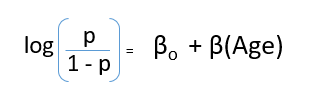 log(p / 1 - p) = βₒ + β(Age)